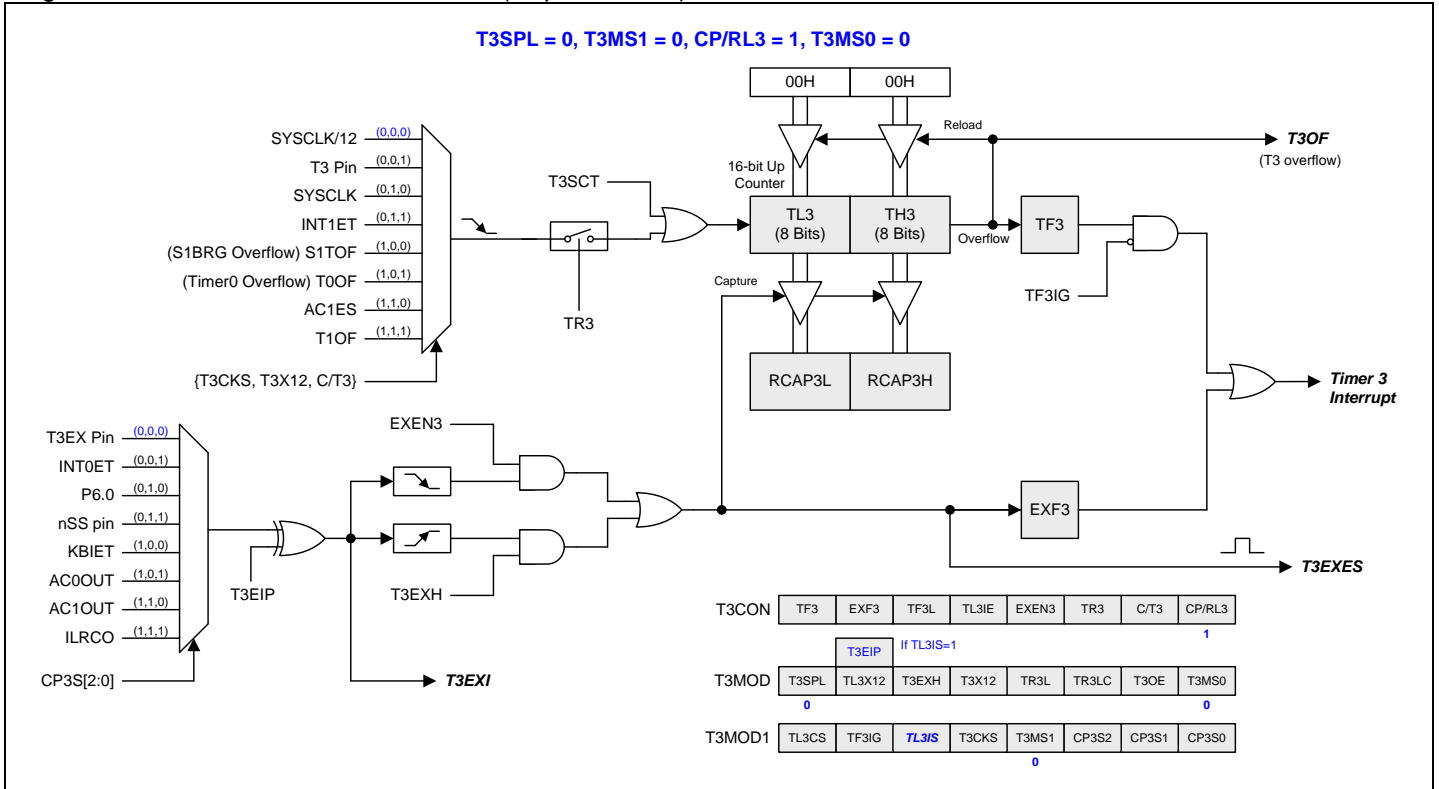 T3SPL = 0, T3MS1 = 0, CP/RL3 = 1, T3MS0 = 0
00H 00H
Reload
T3OF
(T3 overflow)
SYSCLK/12 (0,0,0)
T3 Pin (0,0,1)
SYSCLK (0,1,0)
INT1ET (0,1,1)
(S1BRG Overflow) S1TOF (1,0,0)
(Timer0 Overflow) T0OF (1,0,1)
AC1ES (1,1,0)
T1OF (1,1,1)
{T3CKS, T3X12, C/T3}
TR3
T3SCT
16-bit Up
Counter
TL3
(8 Bits)
TH3
(8 Bits)
Overflow
TF3
TF3IG
Capture
RCAP3L RCAP3H
Timer 3
Interrupt
T3EX Pin (0,0,0)
INT0ET (0,0,1)
P6.0 (0,1,0)
nSS pin (0,1,1)
KBIET (1,0,0)
AC0OUT (1,0,1)
AC1OUT (1,1,0)
ILRCO (1,1,1)
CP3S[2:0]
T3EIP
EXEN3
T3EXH
T3EXI
EXF3
T3EXES
T3CON TF3 EXF3 TF3L TL3IE EXEN3 TR3 C/T3 CP/RL3
1
T3EIP If TL3IS=1
T3MOD T3SPL TL3X12 T3EXH T3X12 TR3L TR3LC T3OE T3MS0
0 0
T3MOD1 TL3CS TF3IG TL3IS T3CKS T3MS1 CP3S2 CP3S1 CP3S0
0